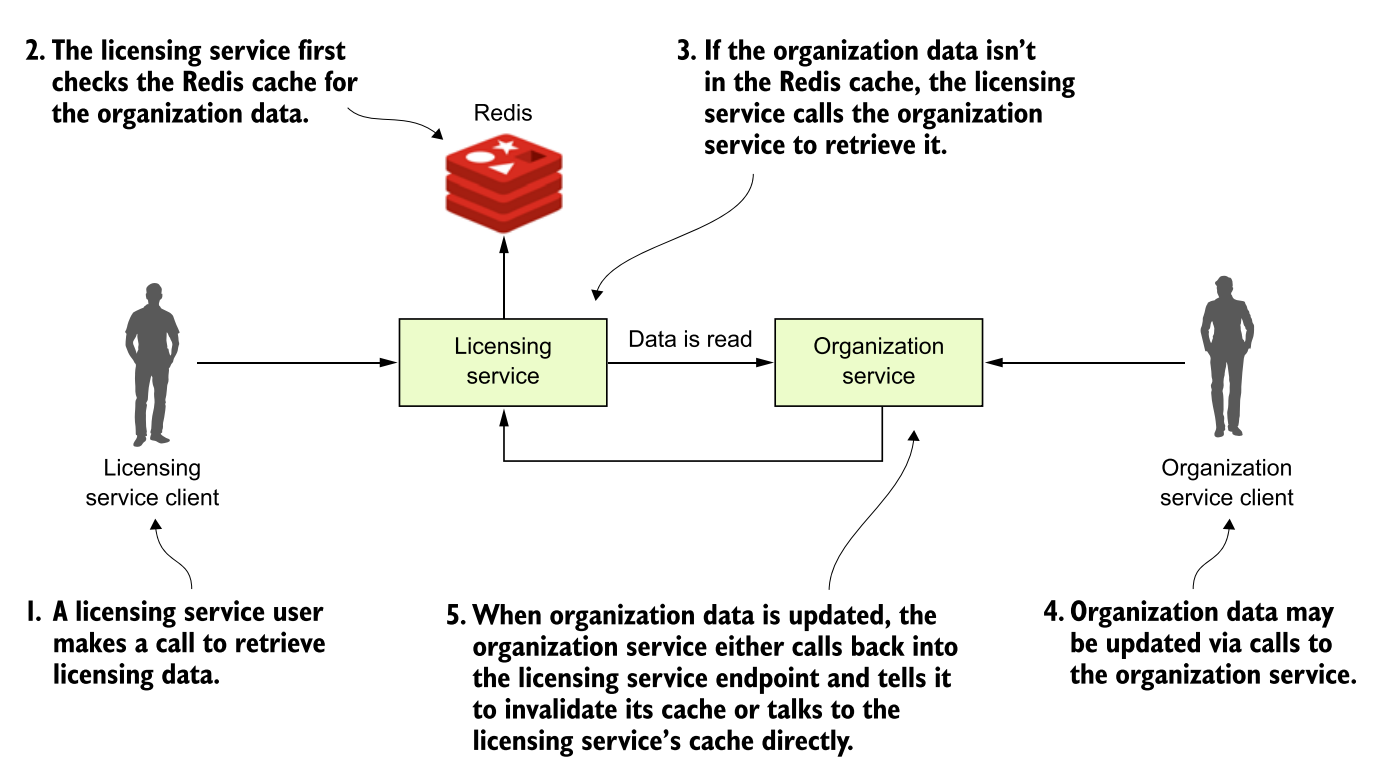 2. The licensing service first
checks the Redis cache for
the organization data.
3. If the organization data isn’t
in the Redis cache, the licensing
service calls the organization
service to retrieve it.
Redis
Licensing
service
Data is read
Organization
service
Licensing
service client
Organization
service client
1. A licensing service user
makes a call to retrieve
licensing data.
5. When organization data is updated, the
organization service either calls back into
the licensing service endpoint and tells it
to invalidate its cache or talks to the
licensing service’s cache directly.
4. Organization data may
be updated via calls to
the organization service.